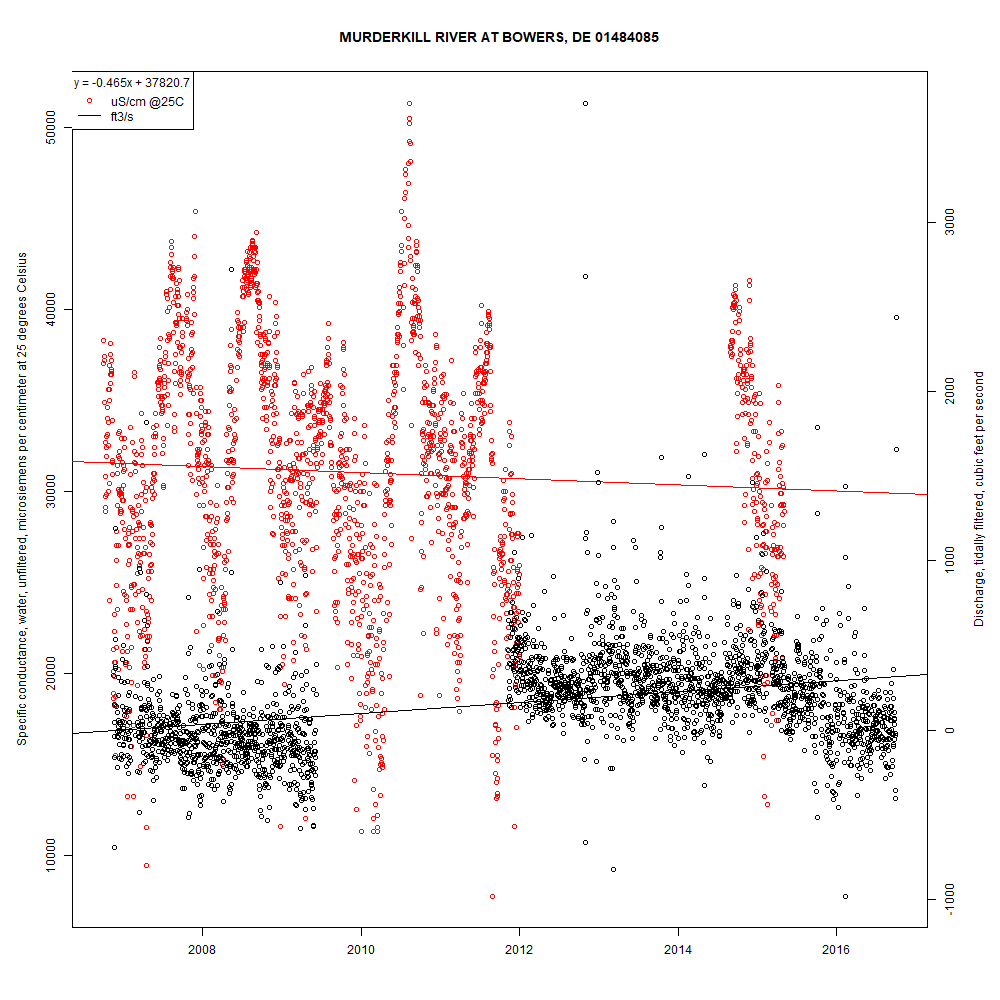 MURDERKILL RIVER AT BOWERS, DE 01484085
y = -0.465x + 37820.7
uS/cm @25C
ft3/s
Specific conductance, water, unfiltered, microsiemens per centimeter at 25 degrees Celsius
50000
40000
30000
20000
10000
Discharge, tidally filtered, cubic feet per second
3000
2000
1000
0
-1000
2008 2010 2012 2014 2016